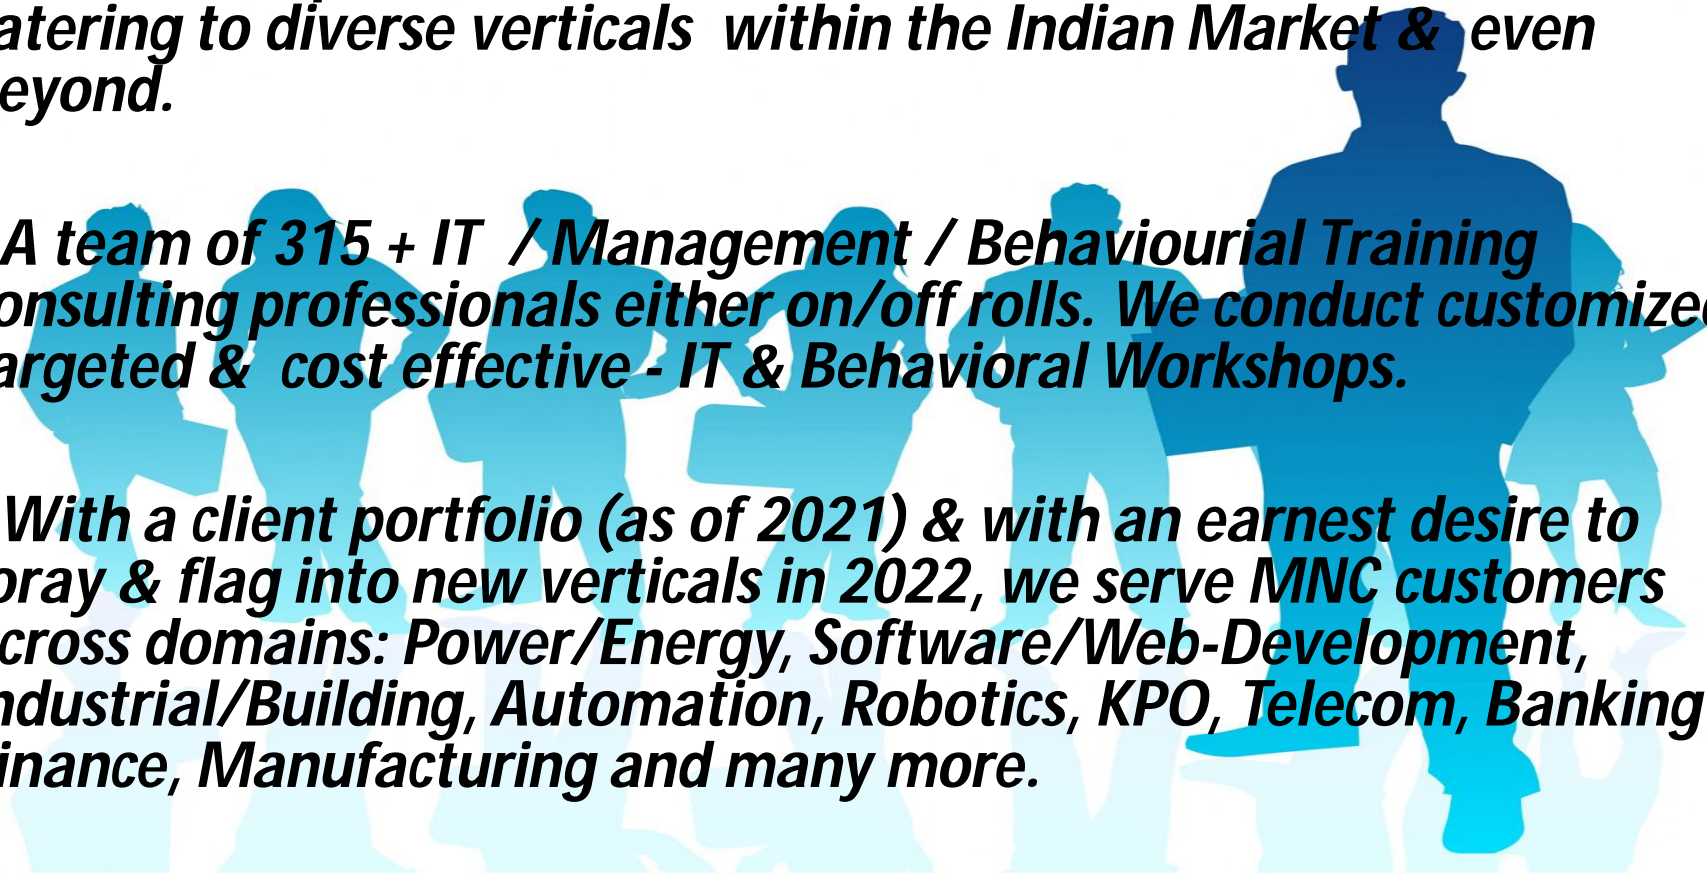 atering to diverse verticals within the Indian Market & even
eyond.
A team of 315 + IT / Management / Behaviourial Training
onsulting professionals either on/off rolls. We conduct customized
argeted & cost effective - IT & Behavioral Workshops.
With a client portfolio (as of 2021) & with an earnest desire to
oray & flag into new verticals in 2022, we serve MNC customers
cross domains: Power/Energy, Software/Web-Development,
ndustrial/Building, Automation, Robotics, KPO, Telecom, Banking
inance, Manufacturing and many more.